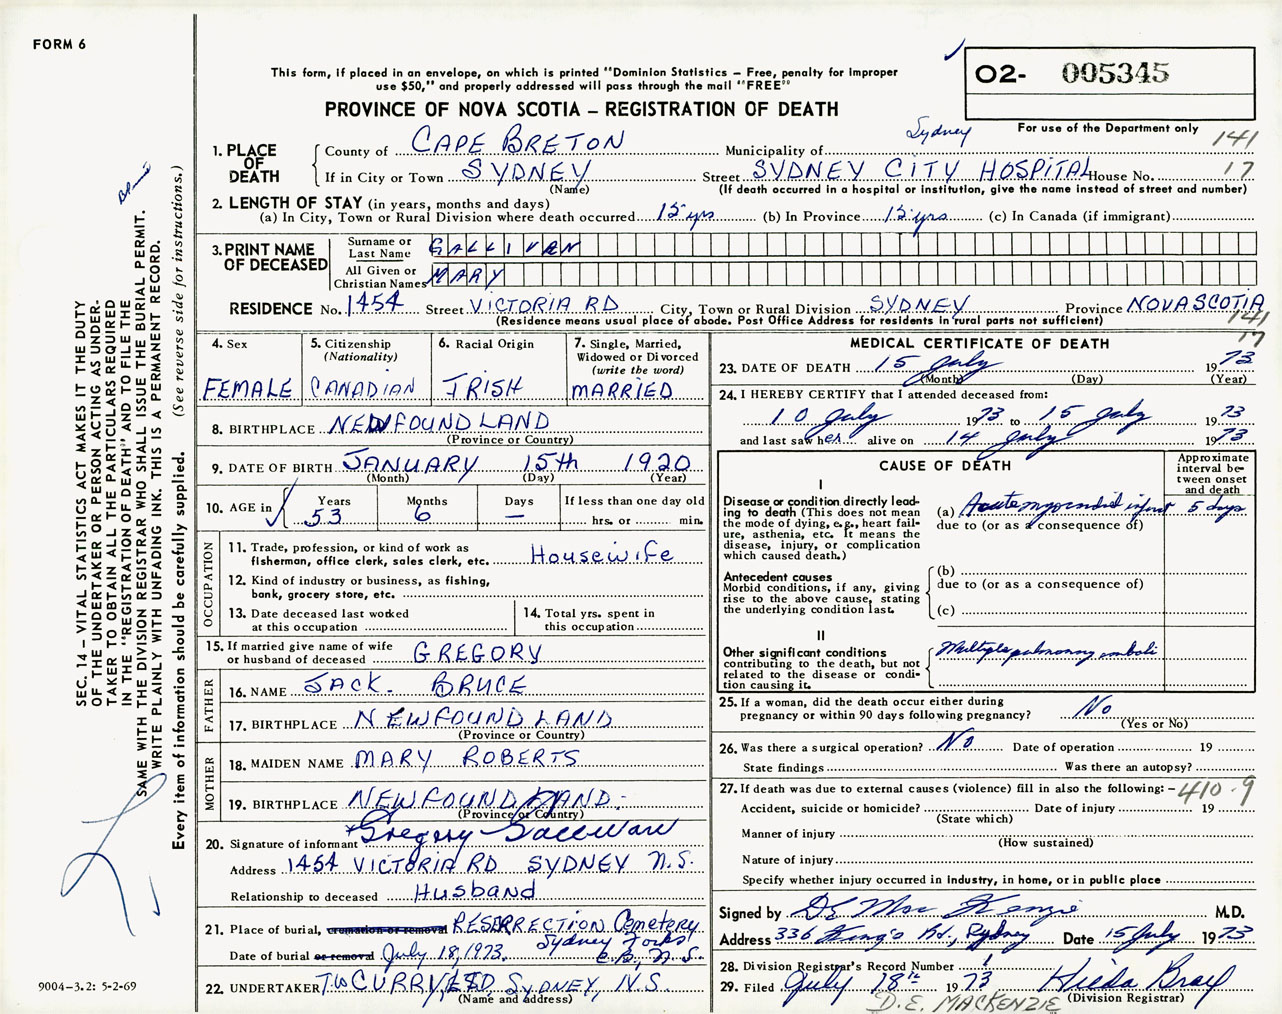 FORM 6
This form, if placed in an envelope, on which is printed "Dominion Statistics – Free, penalty for improper
use $50," and properly addressed will pass through the mail "FREE"
O2- 005345
PROVINCE OF NOVA SCOTIA – REGISTRATION OF DEATH
For use of the Department only
141
17
1. PLACE OF DEATH
County of CAPE BRETON Municipality of Sydney
If in City or Town SYDNEY Street SYDNEY CITY HOSPITAL House No.
(Name) (If death occurred in a hospital or institution, give the name instead of street and number)
2. LENGTH OF STAY (in years, months and days)
(a) In City, Town or Rural Division where death occurred 15 yrs (b) In Province 15 yrs (c) In Canada (if immigrant)
3. PRINT NAME OF DECEASED
Surname or Last Name GALLIVAN
All Given or Christian Names MARY
RESIDENCE No. 1454 Street VICTORIA RD City, Town or Rural Division SYDNEY Province NOVA SCOTIA
(Residence means usual place of abode. Post Office Address for residents in rural parts not sufficient)
141
17
4. Sex
FEMALE
5. Citizenship
(Nationality)
CANADIAN
6. Racial Origin
IRISH
7. Single, Married,
Widowed or Divorced
(write the word)
MARRIED
8. BIRTHPLACE NEWFOUNDLAND
(Province or Country)
9. DATE OF BIRTH JANUARY 15th 1920
(Month) (Day) (Year)
10. AGE in
Years Months Days If less than one day old
53 6 — hrs. or min.
OCCUPATION
11. Trade, profession, or kind of work as
fisherman, office clerk, sales clerk, etc. Housewife
12. Kind of industry or business, as fishing,
bank, grocery store, etc.
13. Date deceased last worked
at this occupation
14. Total yrs. spent in
this occupation
15. If married give name of wife
or husband of deceased GREGORY
FATHER
16. NAME JACK. BRUCE
17. BIRTHPLACE NEWFOUNDLAND
(Province or Country)
MOTHER
18. MAIDEN NAME MARY ROBERTS
19. BIRTHPLACE NEWFOUNDLAND
(Province or Country)
20. Signature of informant Gregory Gallivan
Address 1454 VICTORIA RD SYDNEY N.S.
Relationship to deceased Husband
21. Place of burial, cremation or removal RESERRECTION Cemetery
Sydney Forks
Date of burial or removal July 18, 1973. C.B., N.S.
22. UNDERTAKER T.W CURRY, LTD, SYDNEY, N.S.
(Name and address)
MEDICAL CERTIFICATE OF DEATH
23. DATE OF DEATH 15 July 1973
(Month) (Day) (Year)
24. I HEREBY CERTIFY that I attended deceased from:
10 July 1973 to 15 July 1973
and last saw her alive on 14 July 1973
CAUSE OF DEATH
Approximate
interval be-
tween onset
and death
I
Disease or condition directly lead-
ing to death (This does not mean
the mode of dying, e.g., heart fail-
ure, asthenia, etc. It means the
disease, injury, or complication
which caused death.)
(a) Acute myocardial infarct 5 days
due to (or as a consequence of)
Antecedent causes
Morbid conditions, if any, giving
rise to the above cause, stating
the underlying condition last.
(b)
due to (or as a consequence of)
(c)
II
Other significant conditions
contributing to the death, but not
related to the disease or condi-
tion causing it.
Multiple pulmonary emboli
25. If a woman, did the death occur either during
pregnancy or within 90 days following pregnancy? No
(Yes or No)
26. Was there a surgical operation? No Date of operation 19
State findings Was there an autopsy?
27. If death was due to external causes (violence) fill in also the following: – 410.9
Accident, suicide or homicide? Date of injury 19
(State which)
Manner of injury
(How sustained)
Nature of injury
Specify whether injury occurred in industry, in home, or in public place
Signed by DE MacKenzie M.D.
Address 336 King's Rd., Sydney Date 15 July 1973
28. Division Registrar's Record Number
29. Filed July 18th 1973
(Division Registrar)
D.E. MACKENZIE
SEC. 14 – VITAL STATISTICS ACT MAKES IT THE DUTY
OF THE UNDERTAKER OR PERSON ACTING AS UNDER-
TAKER TO OBTAIN ALL THE PARTICULARS REQUIRED
IN THE "REGISTRATION OF DEATH" AND TO FILE THE
SAME WITH THE DIVISION REGISTRAR WHO SHALL ISSUE THE BURIAL PERMIT.
WRITE PLAINLY WITH UNFADING INK. THIS IS A PERMANENT RECORD.
Every item of information should be carefully supplied. (See reverse side for instructions.)
9004-3.2: 5-2-69